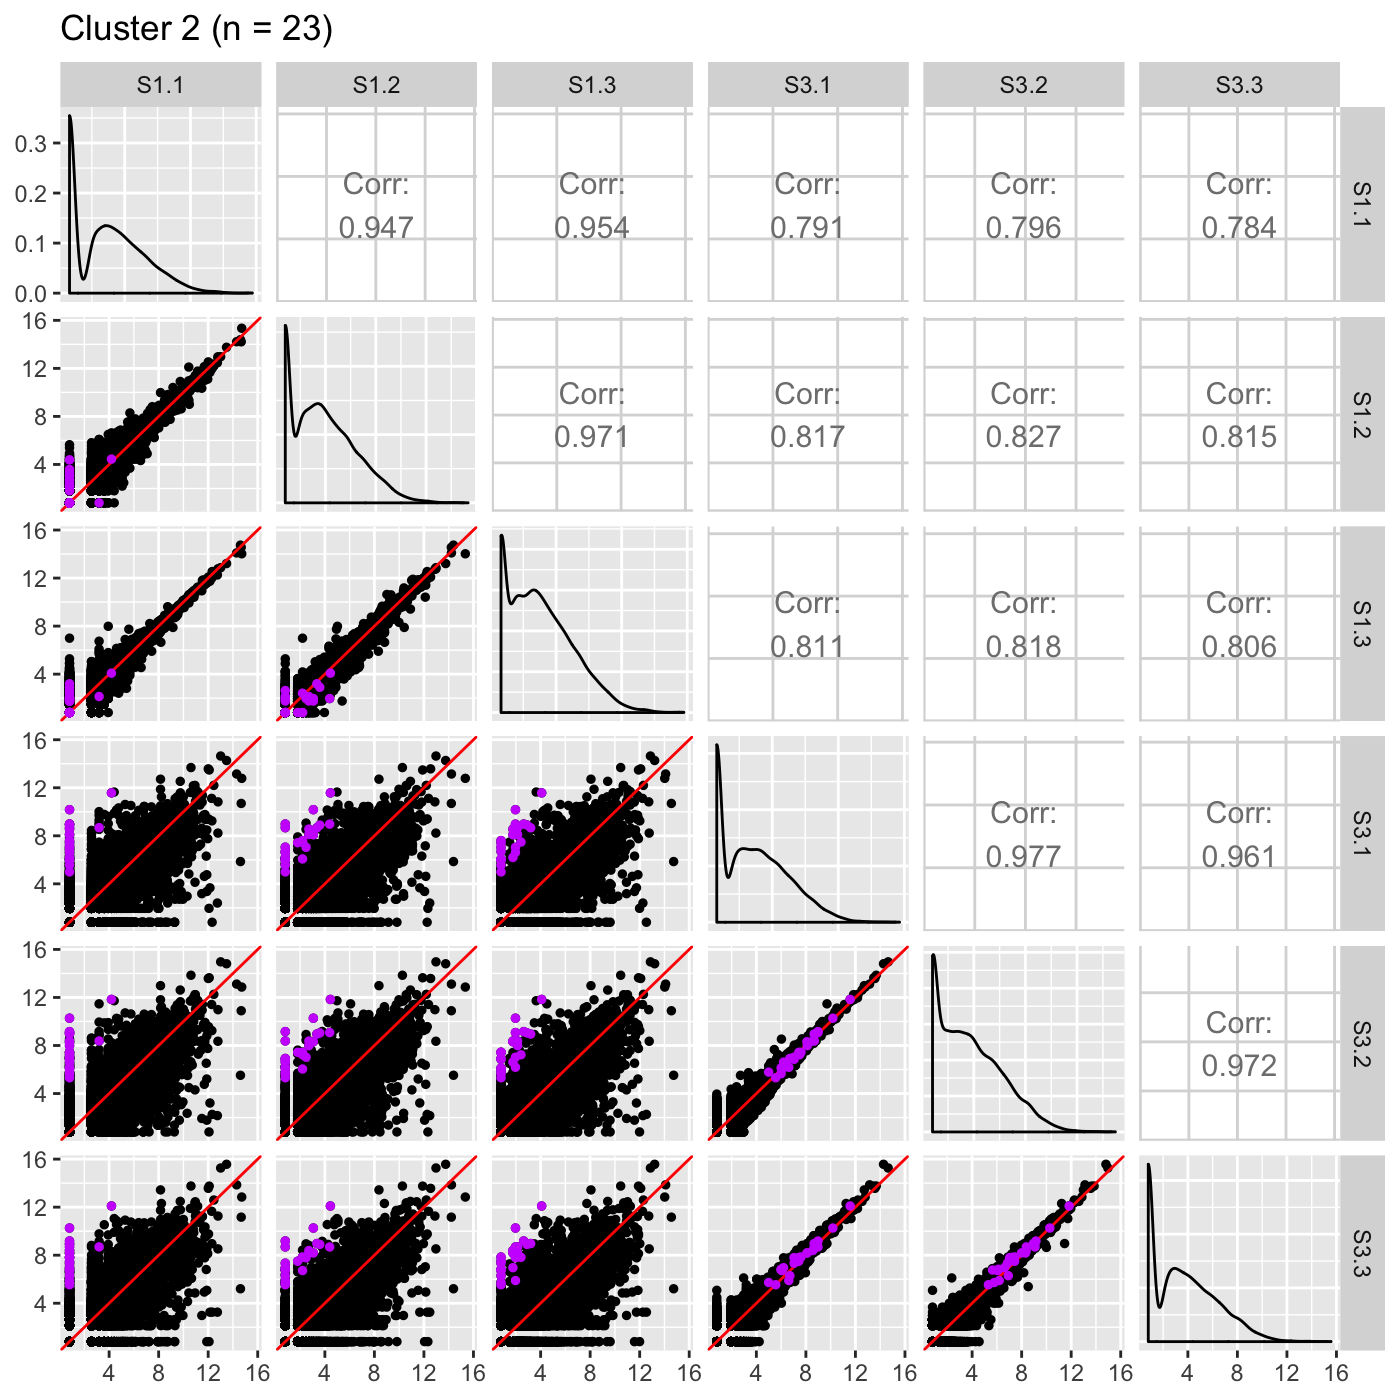 Cluster 2 (n = 23)
S1.1 S1.2 S1.3 S3.1 S3.2 S3.3
0.3
0.2
0.1
0.0
Corr: Corr: Corr: Corr: Corr:
0.947 0.954 0.791 0.796 0.784
S1.1
16
12
8
4
Corr: Corr: Corr: Corr:
0.971 0.817 0.827 0.815
S1.2
16
12
8
4
Corr: Corr: Corr:
0.811 0.818 0.806
S1.3
16
12
8
4
Corr: Corr:
0.977 0.961
S3.1
16
12
8
4
Corr:
0.972
S3.2
16
12
8
4
S3.3
4 8 12 16 4 8 12 16 4 8 12 16 4 8 12 16 4 8 12 16 4 8 12 16